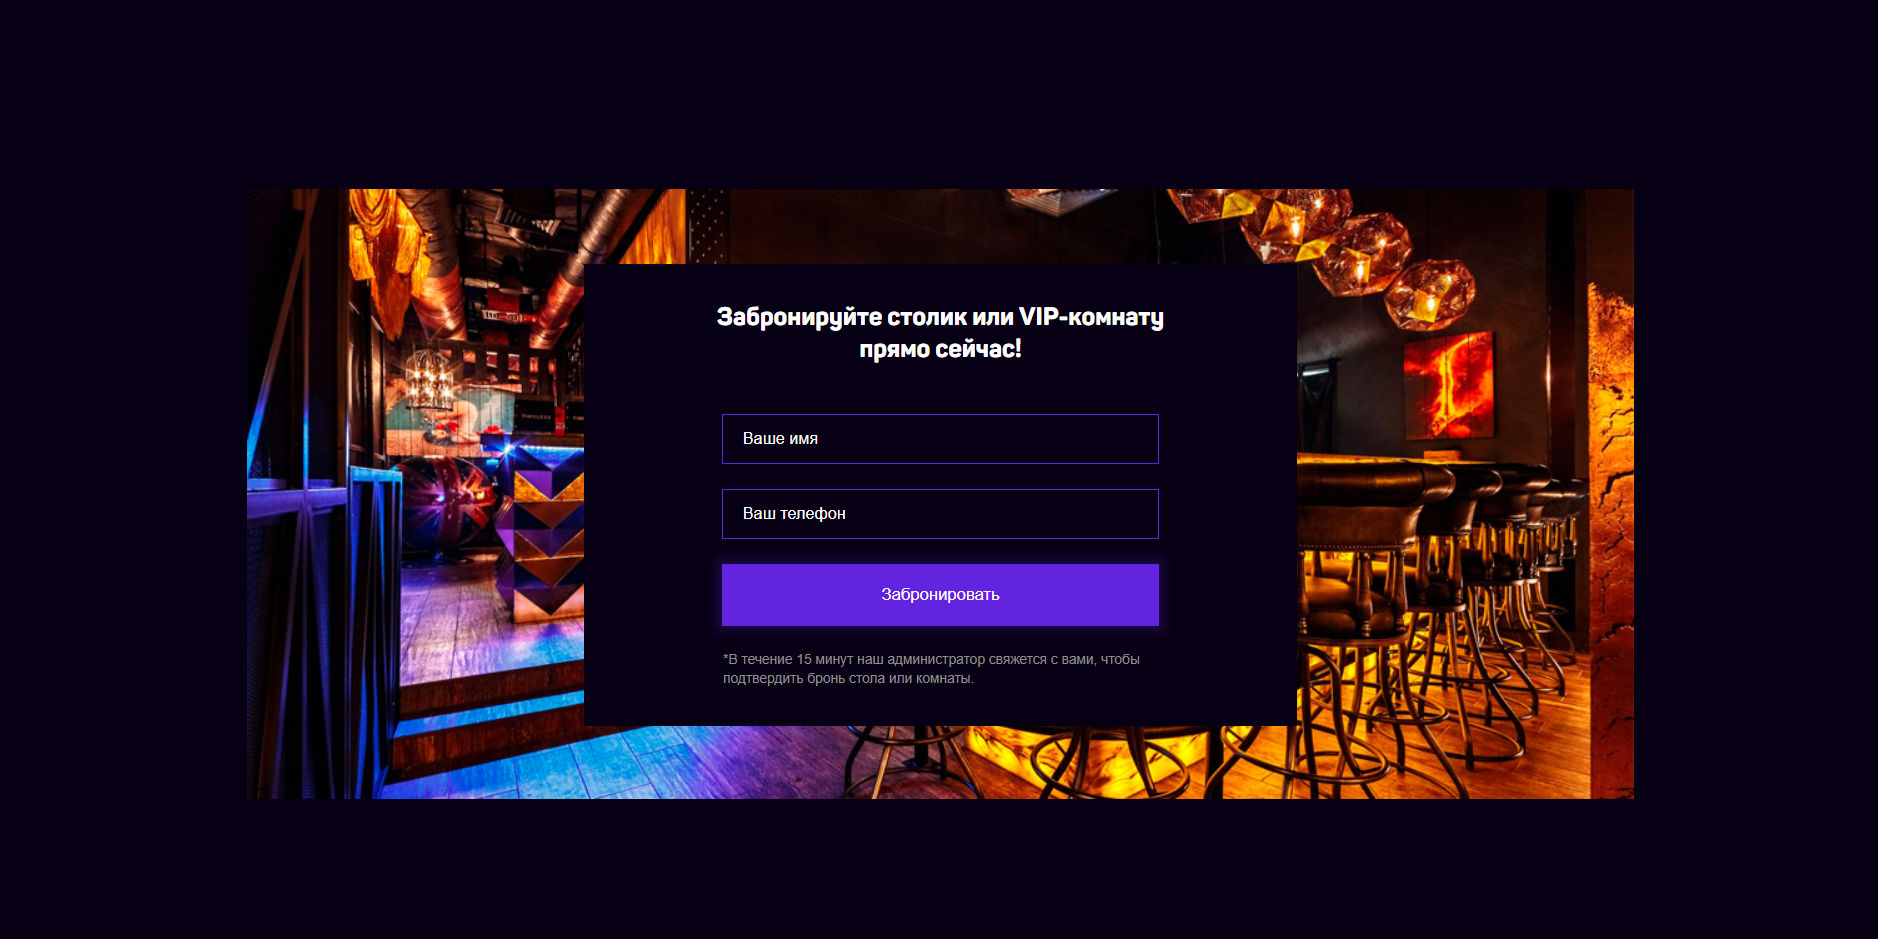 Забронируйте столик или VIP-комнату
прямо сейчас!
TIMELESS
Ваше имя
Ваш телефон
Забронировать
*В течение 15 минут наш администратор свяжется с вами, чтобы
подтвердить бронь стола или комнаты.